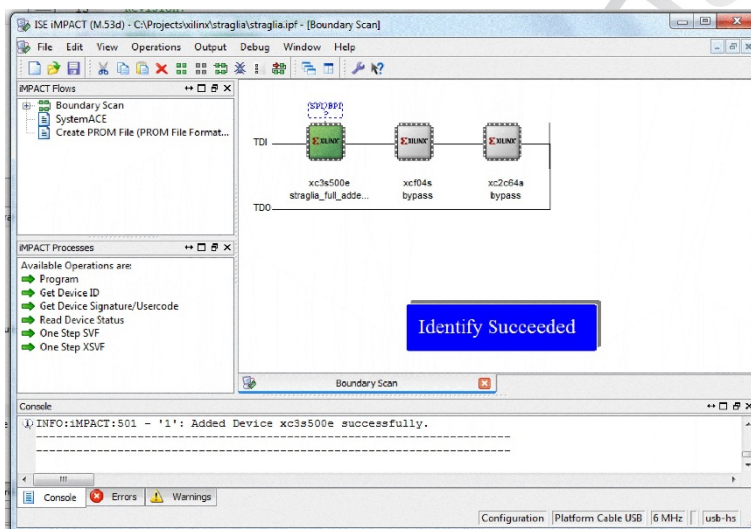 ISE iMPACT (M.53d) - C:\Projects\xilinx\straglia\straglia.ipf - [Boundary Scan]
File Edit View Operations Output Debug Window Help
iMPACT Flows
Boundary Scan
SystemACE
Create PROM File (PROM File Format...
SPI/BPI
?
TDI
XILINX XILINX XILINX
xc3s500e xcf04s xc2c64a
straglia_full_adde... bypass bypass
TDO
iMPACT Processes
Available Operations are:
Program
Get Device ID
Get Device Signature/Usercode
Read Device Status
One Step SVF
One Step XSVF
Identify Succeeded
Boundary Scan
Console
INFO:iMPACT:501 - '1': Added Device xc3s500e successfully.
----------------------------------------------------------------------
----------------------------------------------------------------------
Console Errors Warnings
Configuration Platform Cable USB 6 MHz usb-hs